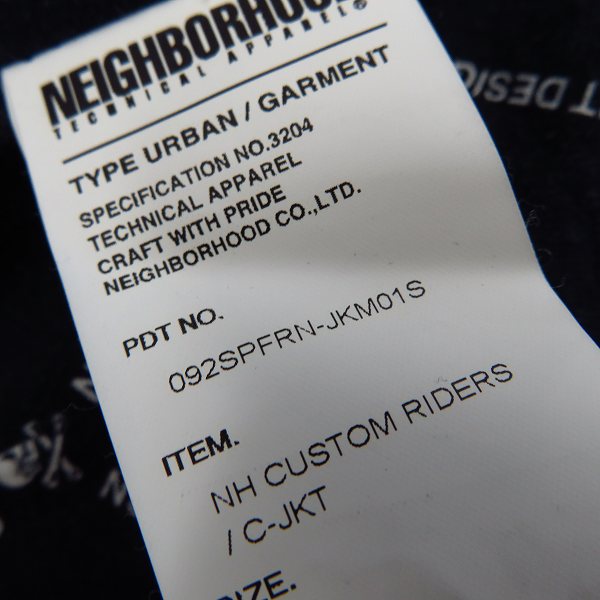 NEIGHBORHOOD
TECHNICAL APPAREL®
TYPE URBAN / GARMENT
SPECIFICATION NO.3204
TECHNICAL APPAREL
CRAFT WITH PRIDE
NEIGHBORHOOD CO.,LTD.
PDT NO.
092SPFRN-JKM01S
ITEM.
NH CUSTOM RIDERS
/ C-JKT
SIZE.